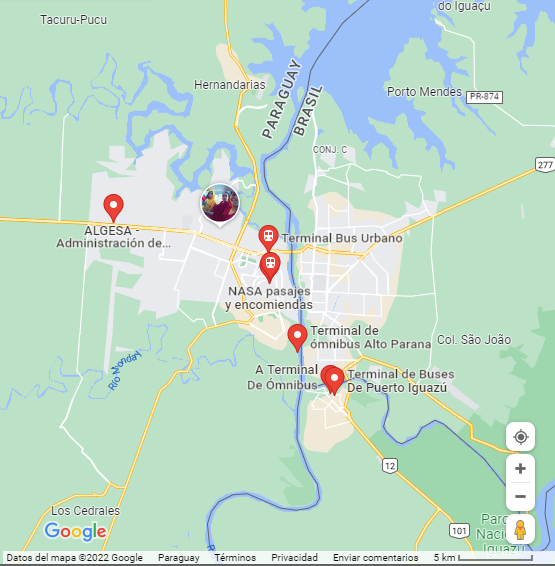 do Iguaçu
Tacuru-Pucu
Hernandarias
PARAGUAY
BRASIL
Porto Mendes
PR-874
CONJ. C
277
ALGESA -
Administración de...
Terminal Bus Urbano
NASA pasajes
y encomiendas
Terminal de
ómnibus Alto Parana
Col. São João
A Terminal
De Ómnibus
Terminal de Buses
De Puerto Iguazú
Río Monday
12
Los Cedrales
101
Parq
Nacio
Iguazú
Google
Datos del mapa ©2022 Google
Paraguay
Términos
Privacidad
Enviar comentarios
5 km